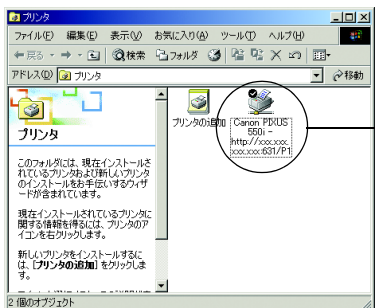 プリンタ
ファイル(F) 編集(E) 表示(V) お気に入り(A) ツール(T) ヘルプ(H)
戻る 検索 フォルダ
アドレス(D) プリンタ 移動
プリンタ
このフォルダには、現在インストールさ
れているプリンタおよび新しいプリンタ
のインストールをお手伝いするウィザ
ードが含まれています。
現在インストールされているプリンタに
関する情報を得るには、プリンタのア
イコンを右クリックします。
新しいプリンタをインストールするに
は、[プリンタの追加] をクリックしま
す。
プリンタの追加
Canon PIXUS
550i -
http://xxx.xxx.
xxx.xxx:631/P1
2 個のオブジェクト